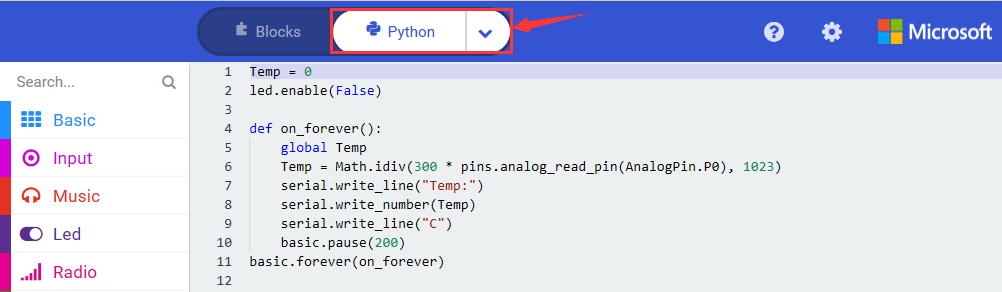 Blocks
Python
?
Microsoft
Search...
Basic
Input
Music
Led
Radio
1 Temp = 0
2 led.enable(False)
3
4 def on_forever():
5     global Temp
6     Temp = Math.idiv(300 * pins.analog_read_pin(AnalogPin.P0), 1023)
7     serial.write_line("Temp:")
8     serial.write_number(Temp)
9     serial.write_line("C")
10     basic.pause(200)
11 basic.forever(on_forever)
12